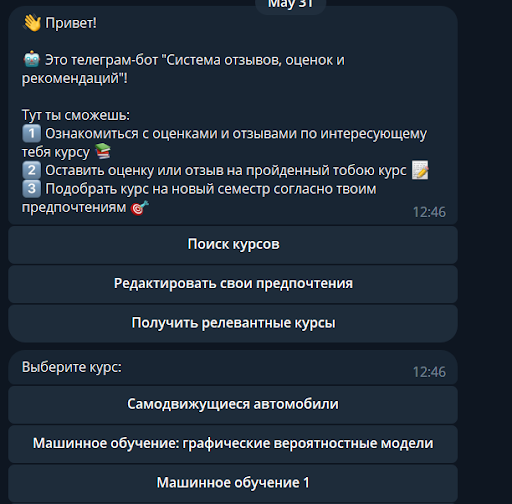 May 31
👋 Привет!
🤖 Это телеграм-бот "Система отзывов, оценок и
рекомендаций"!
Тут ты сможешь:
1️⃣ Ознакомиться с оценками и отзывами по интересующему
тебя курсу 📚
2️⃣ Оставить оценку или отзыв на пройденный тобою курс 📝
3️⃣ Подобрать курс на новый семестр согласно твоим
предпочтениям 🎯
12:46
Поиск курсов
Редактировать свои предпочтения
Получить релевантные курсы
Выберите курс:
12:46
Самодвижущиеся автомобили
Машинное обучение: графические вероятностные модели
Машинное обучение 1